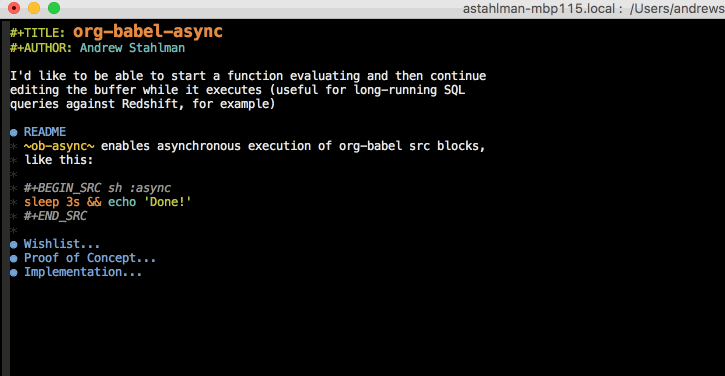 astahlman-mbp115.local : /Users/andrews
#+TITLE: org-babel-async
#+AUTHOR: Andrew Stahlman
I'd like to be able to start a function evaluating and then continue
editing the buffer while it executes (useful for long-running SQL
queries against Redshift, for example)
● README
* ~ob-async~ enables asynchronous execution of org-babel src blocks,
* like this:
*
* #+BEGIN_SRC sh :async
* sleep 3s && echo 'Done!'
* #+END_SRC
*
● Wishlist...
● Proof of Concept...
● Implementation...